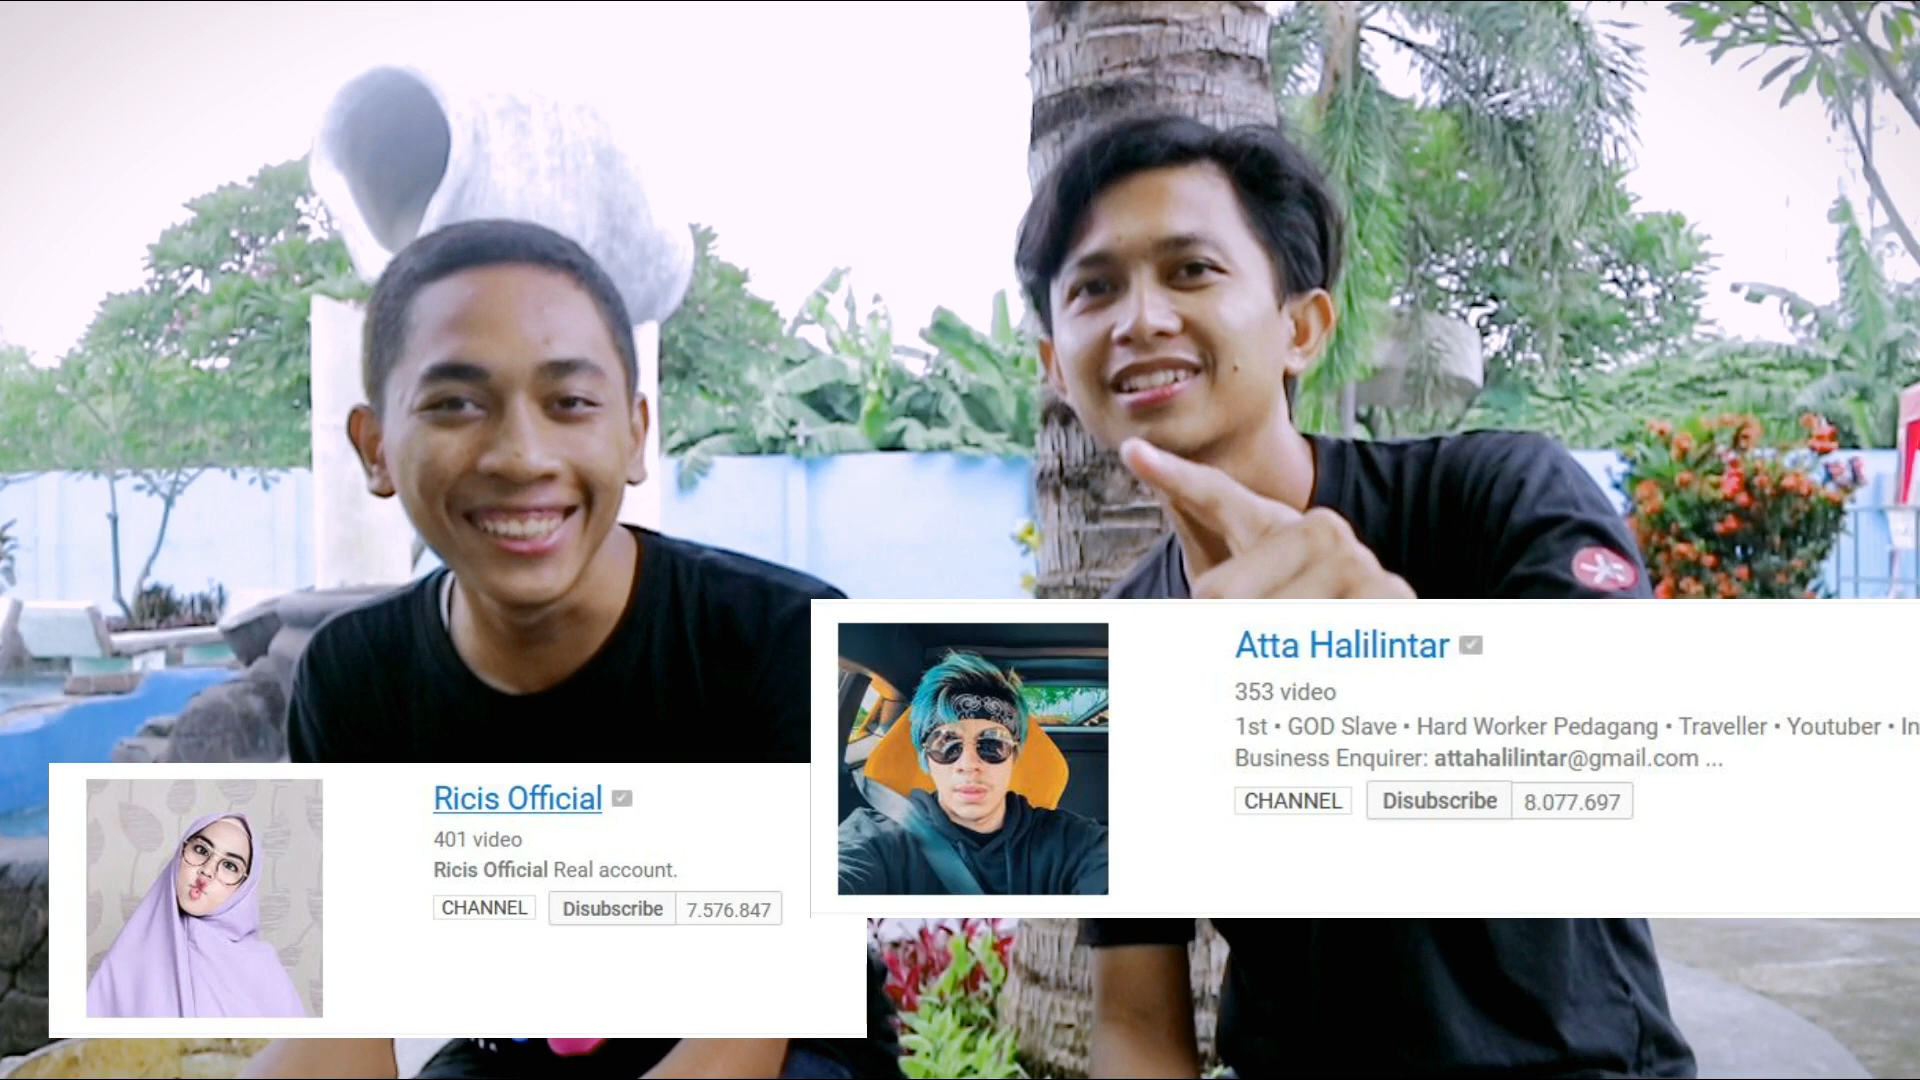 Atta Halilintar
353 video
1st • GOD Slave • Hard Worker Pedagang • Traveller • Youtuber • In
Business Enquirer: attahalilintar@gmail.com ...
CHANNEL Disubscribe 8.077.697
Ricis Official
401 video
Ricis Official Real account.
CHANNEL Disubscribe 7.576.847